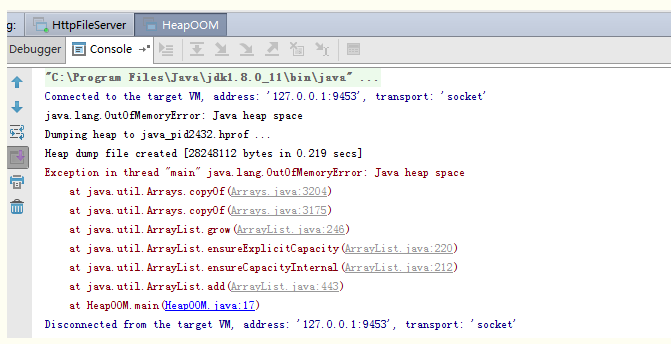 g: HttpFileServer HeapOOM
Debugger Console
"C:\Program Files\Java\jdk1.8.0_11\bin\java" ...
Connected to the target VM, address: '127.0.0.1:9453', transport: 'socket'
java.lang.OutOfMemoryError: Java heap space
Dumping heap to java_pid2432.hprof ...
Heap dump file created [28248112 bytes in 0.219 secs]
Exception in thread "main" java.lang.OutOfMemoryError: Java heap space
at java.util.Arrays.copyOf(Arrays.java:3204)
at java.util.Arrays.copyOf(Arrays.java:3175)
at java.util.ArrayList.grow(ArrayList.java:246)
at java.util.ArrayList.ensureExplicitCapacity(ArrayList.java:220)
at java.util.ArrayList.ensureCapacityInternal(ArrayList.java:212)
at java.util.ArrayList.add(ArrayList.java:443)
at HeapOOM.main(HeapOOM.java:17)
Disconnected from the target VM, address: '127.0.0.1:9453', transport: 'socket'